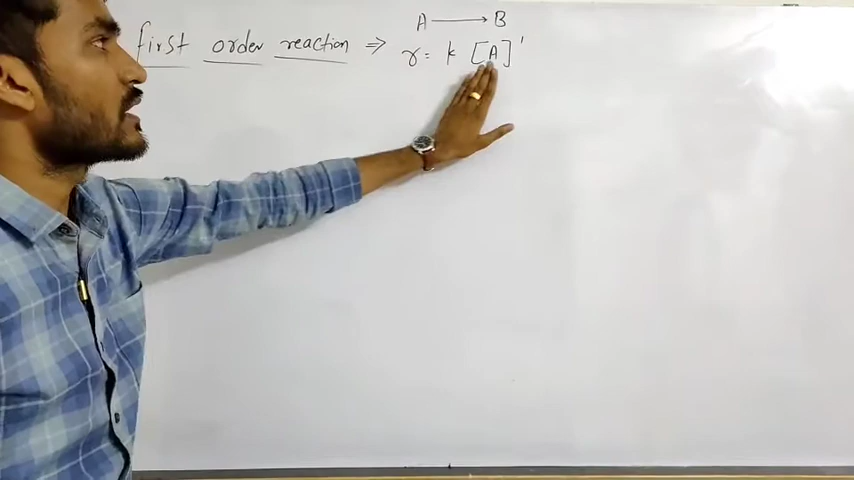 A → B
First order reaction ⇒ r = k [A]¹